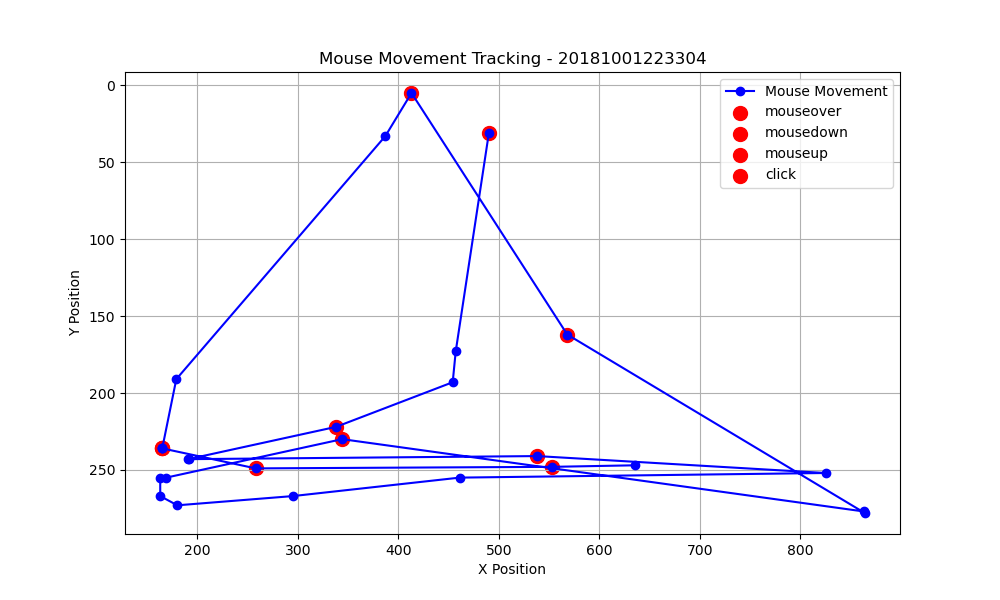 Mouse Movement Tracking - 20181001223304
Mouse Movement
mouseover
mousedown
mouseup
click
0
50
100
150
200
250
Y Position
200 300 400 500 600 700 800
X Position